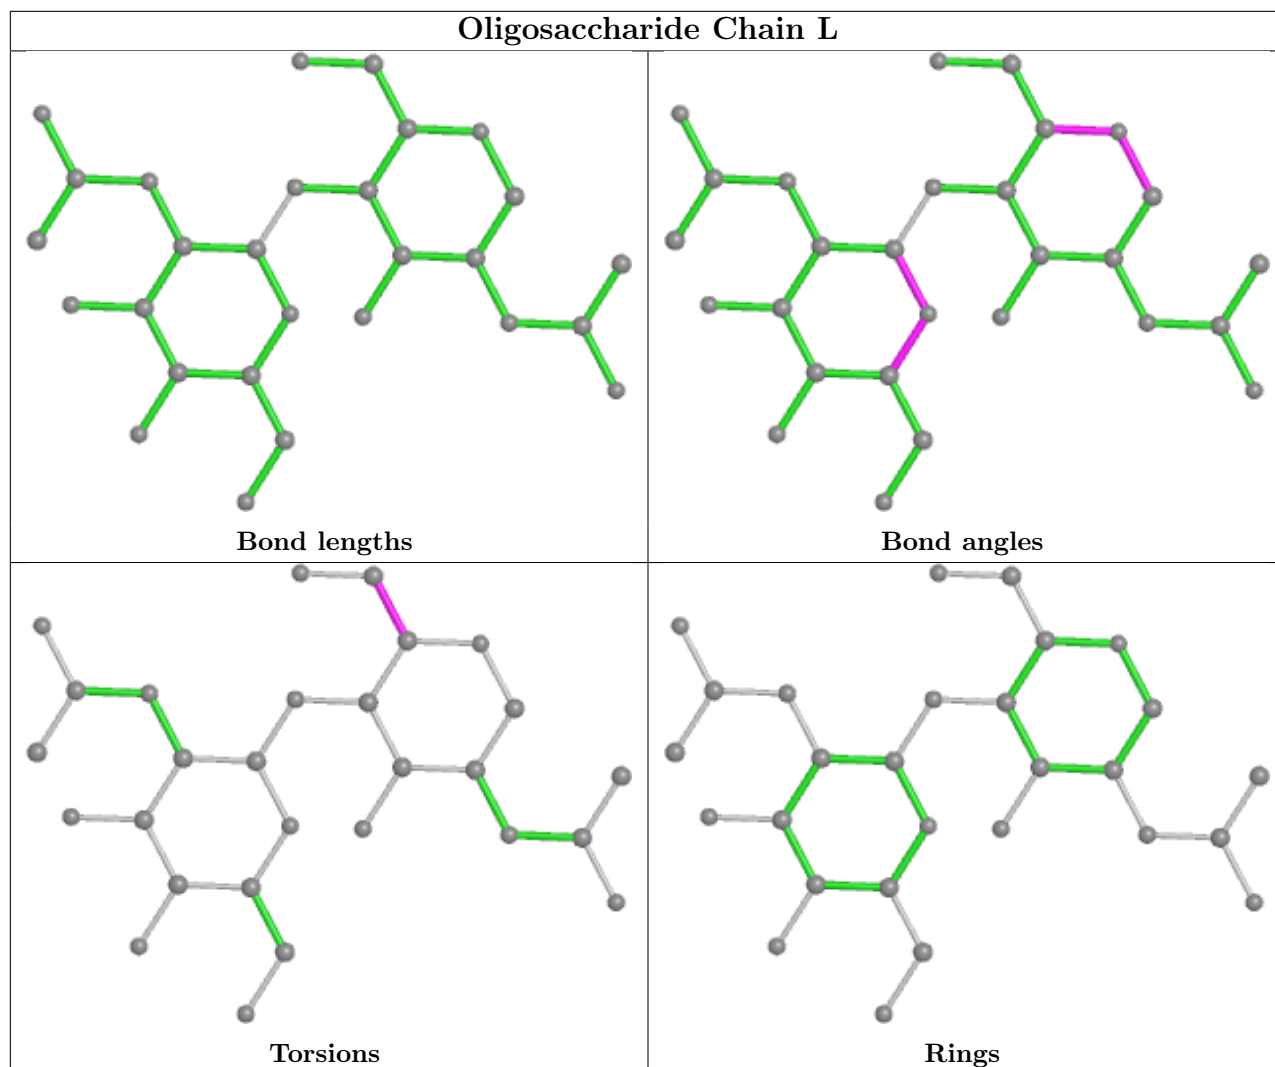 Oligosaccharide Chain L
Bond lengths
Bond angles
Torsions
Rings